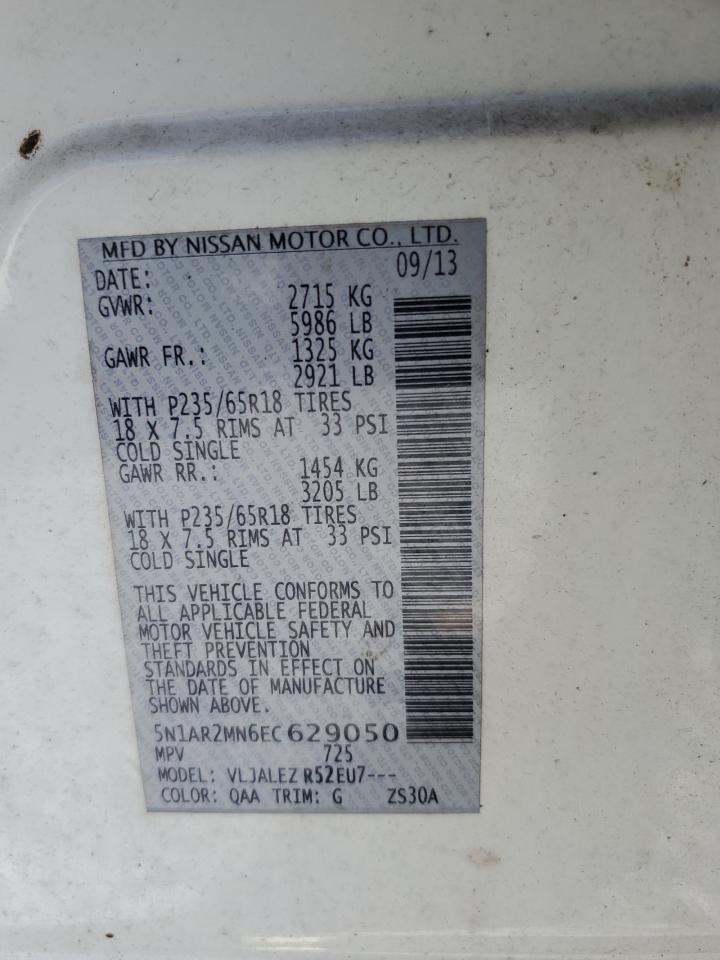 MFD BY NISSAN MOTOR CO., LTD.
DATE: 09/13
GVWR: 2715 KG
5986 LB
GAWR FR.: 1325 KG
2921 LB
WITH P235/65R18 TIRES
18 X 7.5 RIMS AT 33 PSI
COLD SINGLE
GAWR RR.: 1454 KG
3205 LB
WITH P235/65R18 TIRES
18 X 7.5 RIMS AT 33 PSI
COLD SINGLE
THIS VEHICLE CONFORMS TO
ALL APPLICABLE FEDERAL
MOTOR VEHICLE SAFETY AND
THEFT PREVENTION
STANDARDS IN EFFECT ON
THE DATE OF MANUFACTURE
SHOWN ABOVE.
5N1AR2MN6EC629050
MPV 725
MODEL: VLJALEZ R52EU7---
COLOR: QAA TRIM: G ZS30A